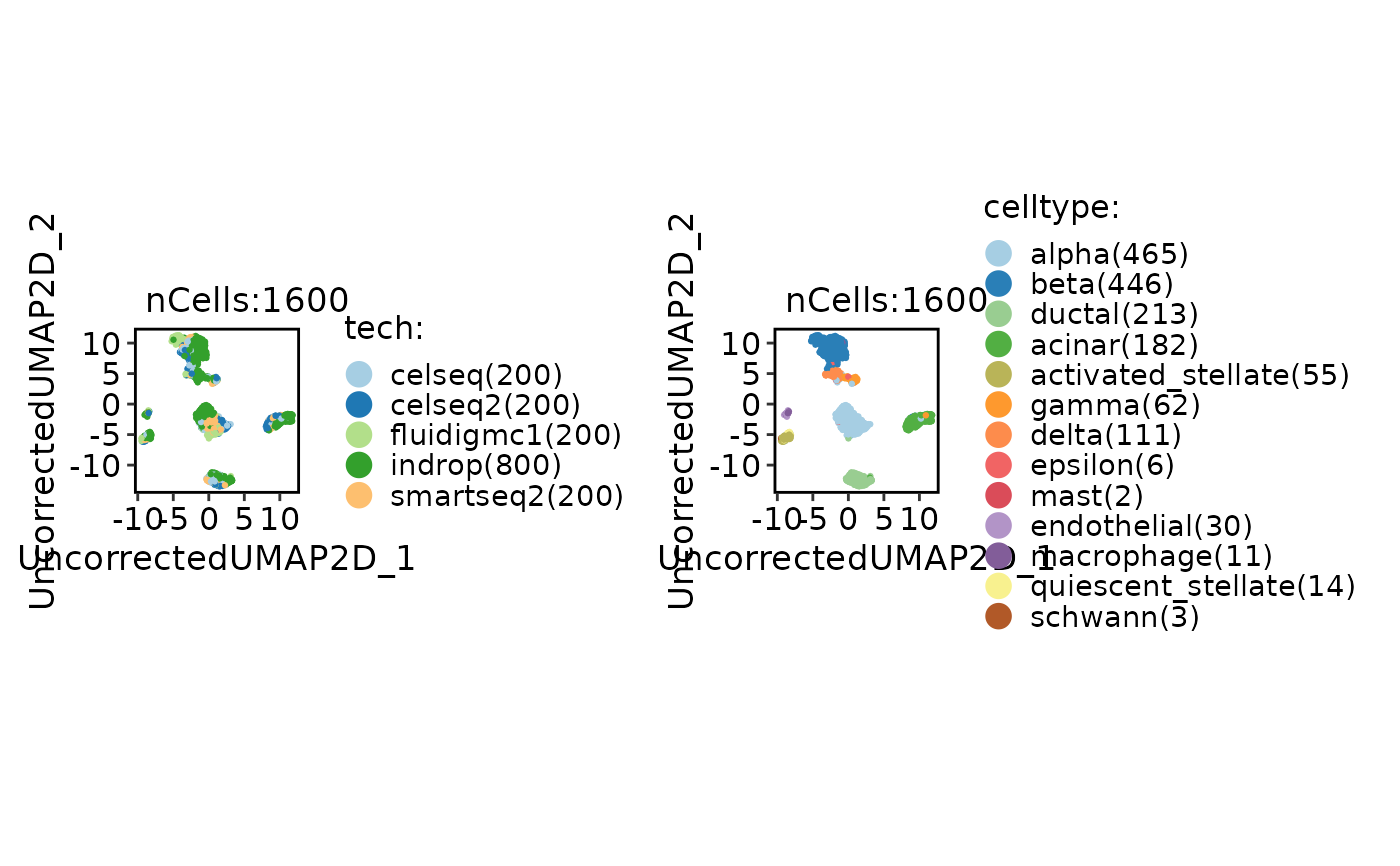 nCells:1600
UncorrectedUMAP2D_2
10
5
0
-5
-10
-10 -5 0 5 10
UncorrectedUMAP2D_1
tech:
celseq(200)
celseq2(200)
fluidigmc1(200)
indrop(800)
smartseq2(200)
nCells:1600
UncorrectedUMAP2D_2
10
5
0
-5
-10
-10 -5 0 5 10
UncorrectedUMAP2D_1
celltype:
alpha(465)
beta(446)
ductal(213)
acinar(182)
activated_stellate(55)
gamma(62)
delta(111)
epsilon(6)
mast(2)
endothelial(30)
macrophage(11)
quiescent_stellate(14)
schwann(3)